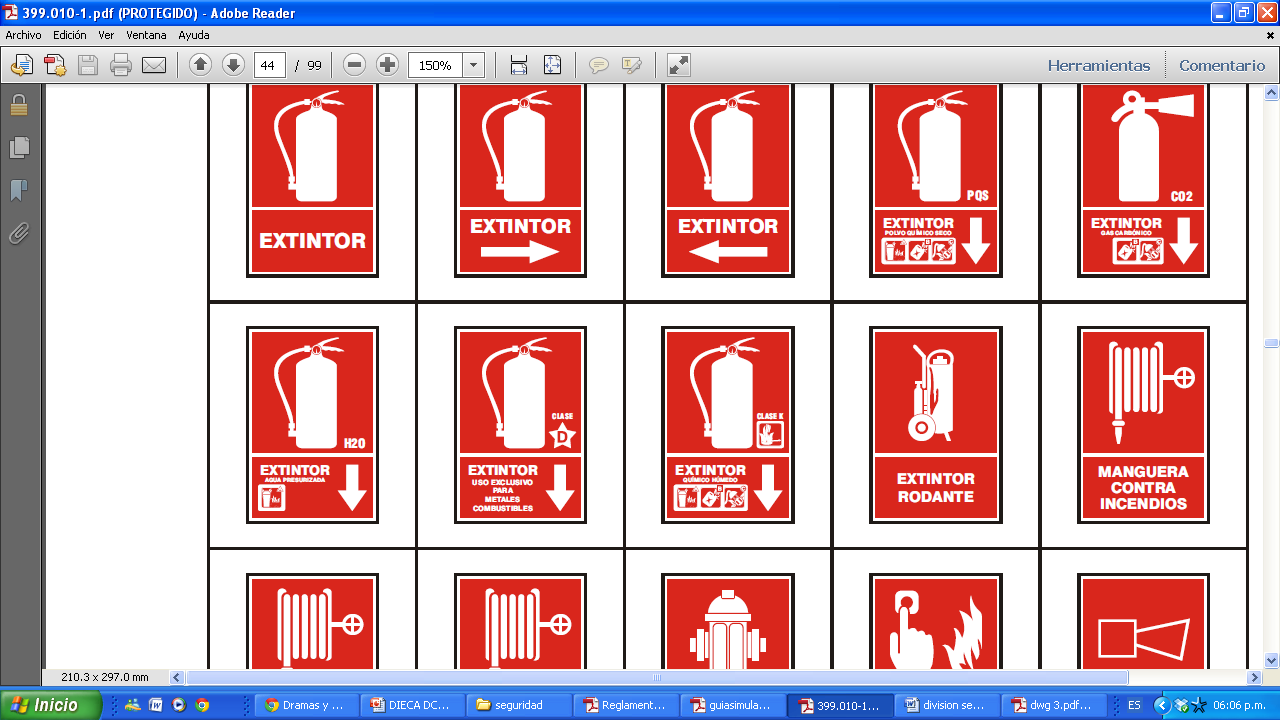 399.010-1.pdf (PROTEGIDO) - Adobe Reader
Archivo Edición Ver Ventana Ayuda
44 / 99 150% Herramientas Comentario
EXTINTOR
EXTINTOR
EXTINTOR
PQS
EXTINTOR
POLVO QUÍMICO SECO
CO2
EXTINTOR
GAS CARBÓNICO
H2O
EXTINTOR
AGUA PRESURIZADA
CLASE
D
EXTINTOR
USO EXCLUSIVO
PARA
METALES
COMBUSTIBLES
CLASE K
EXTINTOR
QUÍMICO HÚMEDO
EXTINTOR
RODANTE
MANGUERA
CONTRA
INCENDIOS
210.3 x 297.0 mm
Inicio Dramas y ... DIECA DC... seguridad Reglament... guiasimula... 399.010-1... division se... dwg 3.pdf... ES 06:06 p.m.